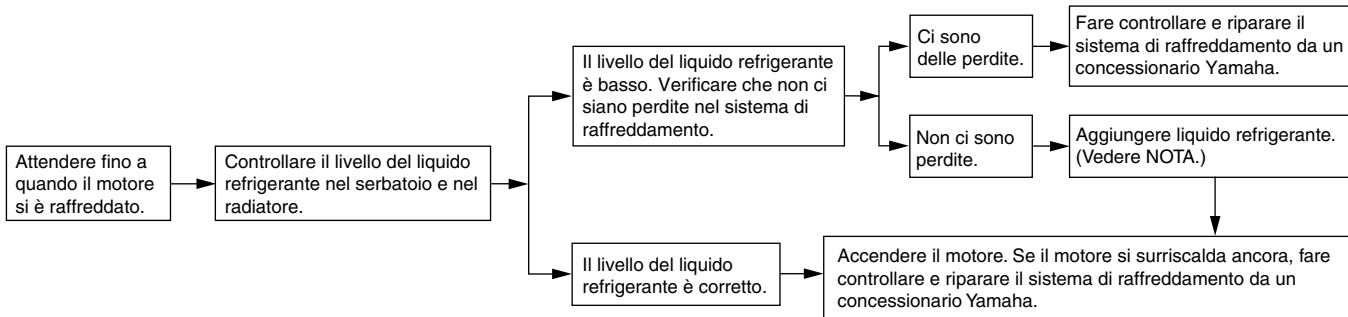 Attendere fino a
quando il motore
si è raffreddato.
Controllare il livello del liquido
refrigerante nel serbatoio e nel
radiatore.
Il livello del liquido refrigerante
è basso. Verificare che non ci
siano perdite nel sistema di
raffreddamento.
Ci sono
delle perdite.
Fare controllare e riparare il
sistema di raffreddamento da un
concessionario Yamaha.
Non ci sono
perdite.
Aggiungere liquido refrigerante.
(Vedere NOTA.)
Il livello del liquido
refrigerante è corretto.
Accendere il motore. Se il motore si surriscalda ancora, fare
controllare e riparare il sistema di raffreddamento da un
concessionario Yamaha.